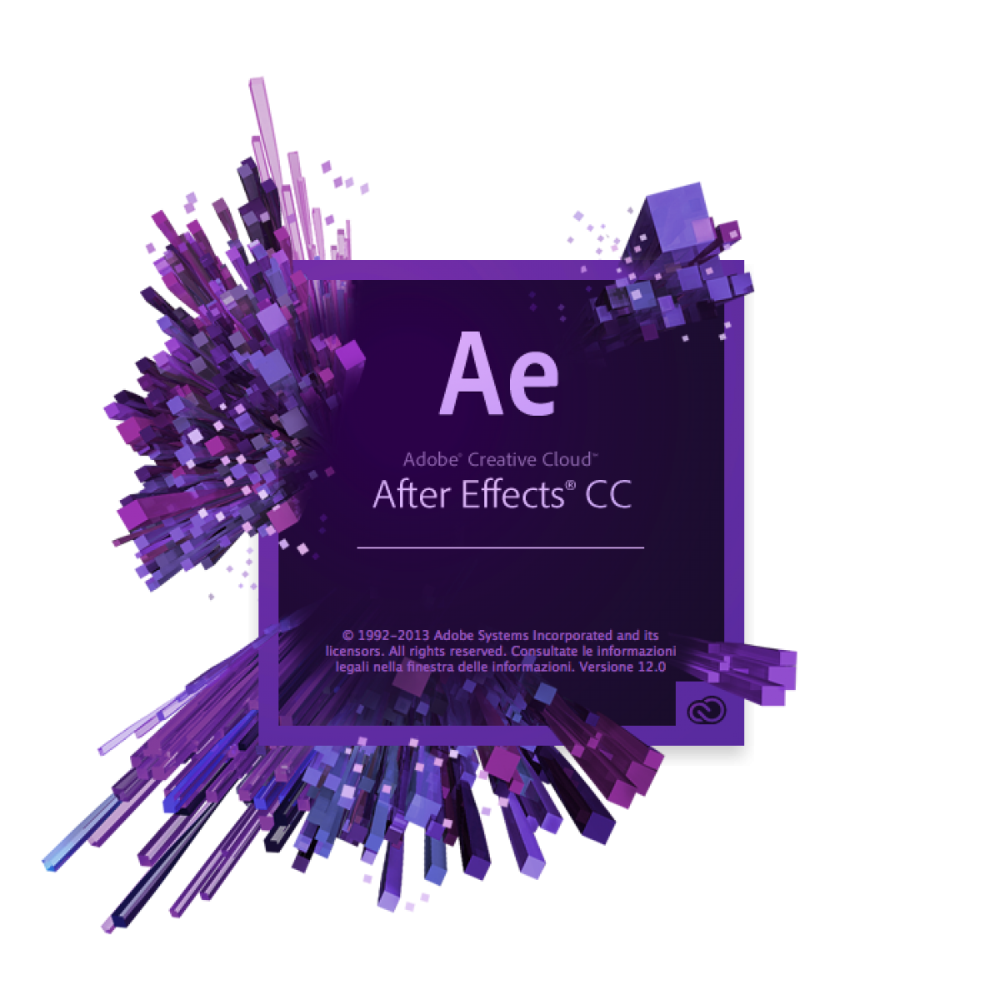 Ae
Adobe® Creative Cloud™
After Effects® CC
© 1992–2013 Adobe Systems Incorporated and its
licensors. All rights reserved. Consultate le informazioni
legali nella finestra delle informazioni. Versione 12.0